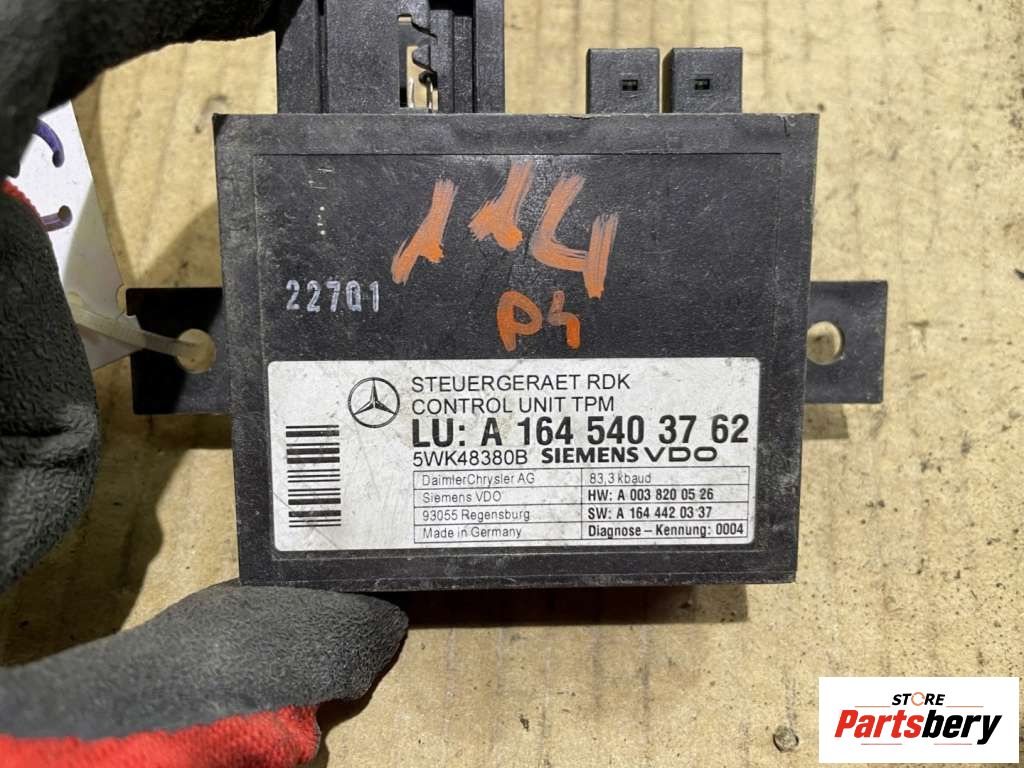 114
P4
22701
STEUERGERAET RDK
CONTROL UNIT TPM
LU: A 164 540 37 62
5WK48380B SIEMENS VDO
DaimlerChrysler AG 83,3 kbaud
Siemens VDO HW: A 003 820 05 26
93055 Regensburg SW: A 164 442 03 37
Made in Germany Diagnose – Kennung: 0004
STORE
Partsbery